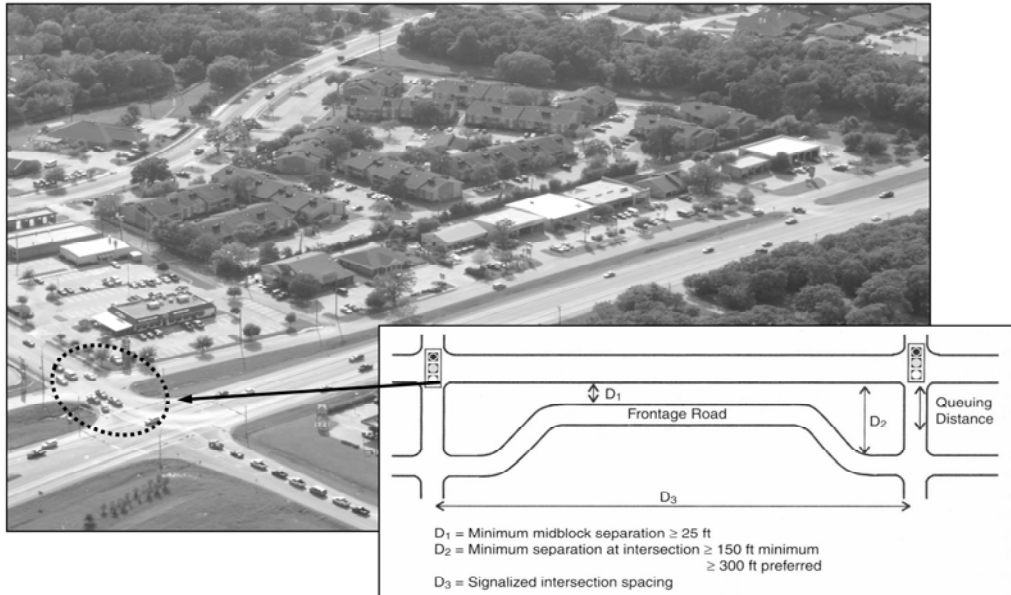 D₁
Frontage Road
D₂
Queuing
Distance
D₃
D₁ = Minimum midblock separation ≥ 25 ft
D₂ = Minimum separation at intersection ≥ 150 ft minimum
≥ 300 ft preferred
D₃ = Signalized intersection spacing